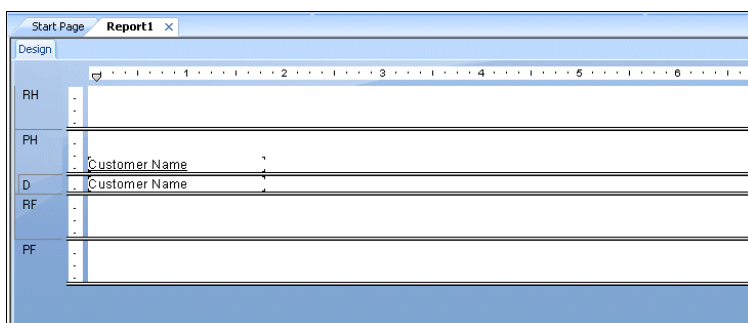 Start Page Report1 ×
Design
1 2 3 4 5 6
RH
PH
Customer Name
D Customer Name
RF
PF